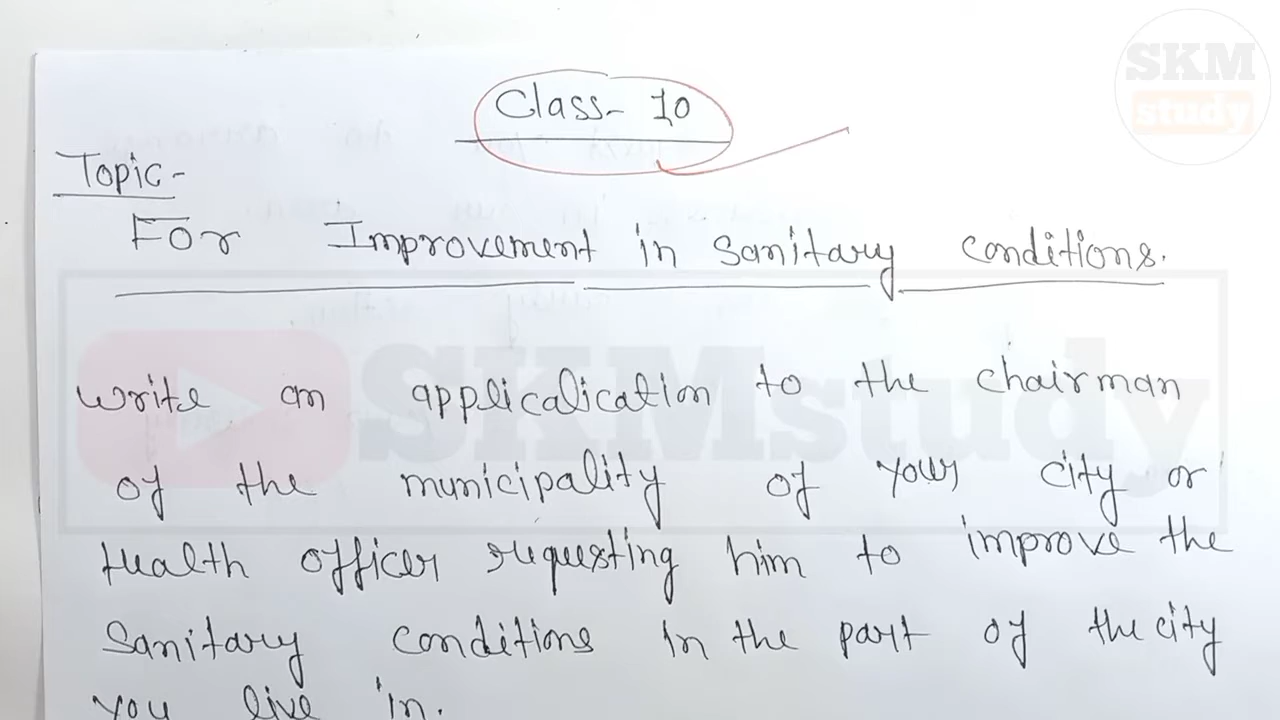 SKM
study
Class- 10
Topic-
For Improvement in Sanitary conditions.
SKMstudy
Write an applicalication to the chairman
of the municipality of your city or
Health officer requesting him to improve the
Sanitary conditions in the part of the city
you live in.